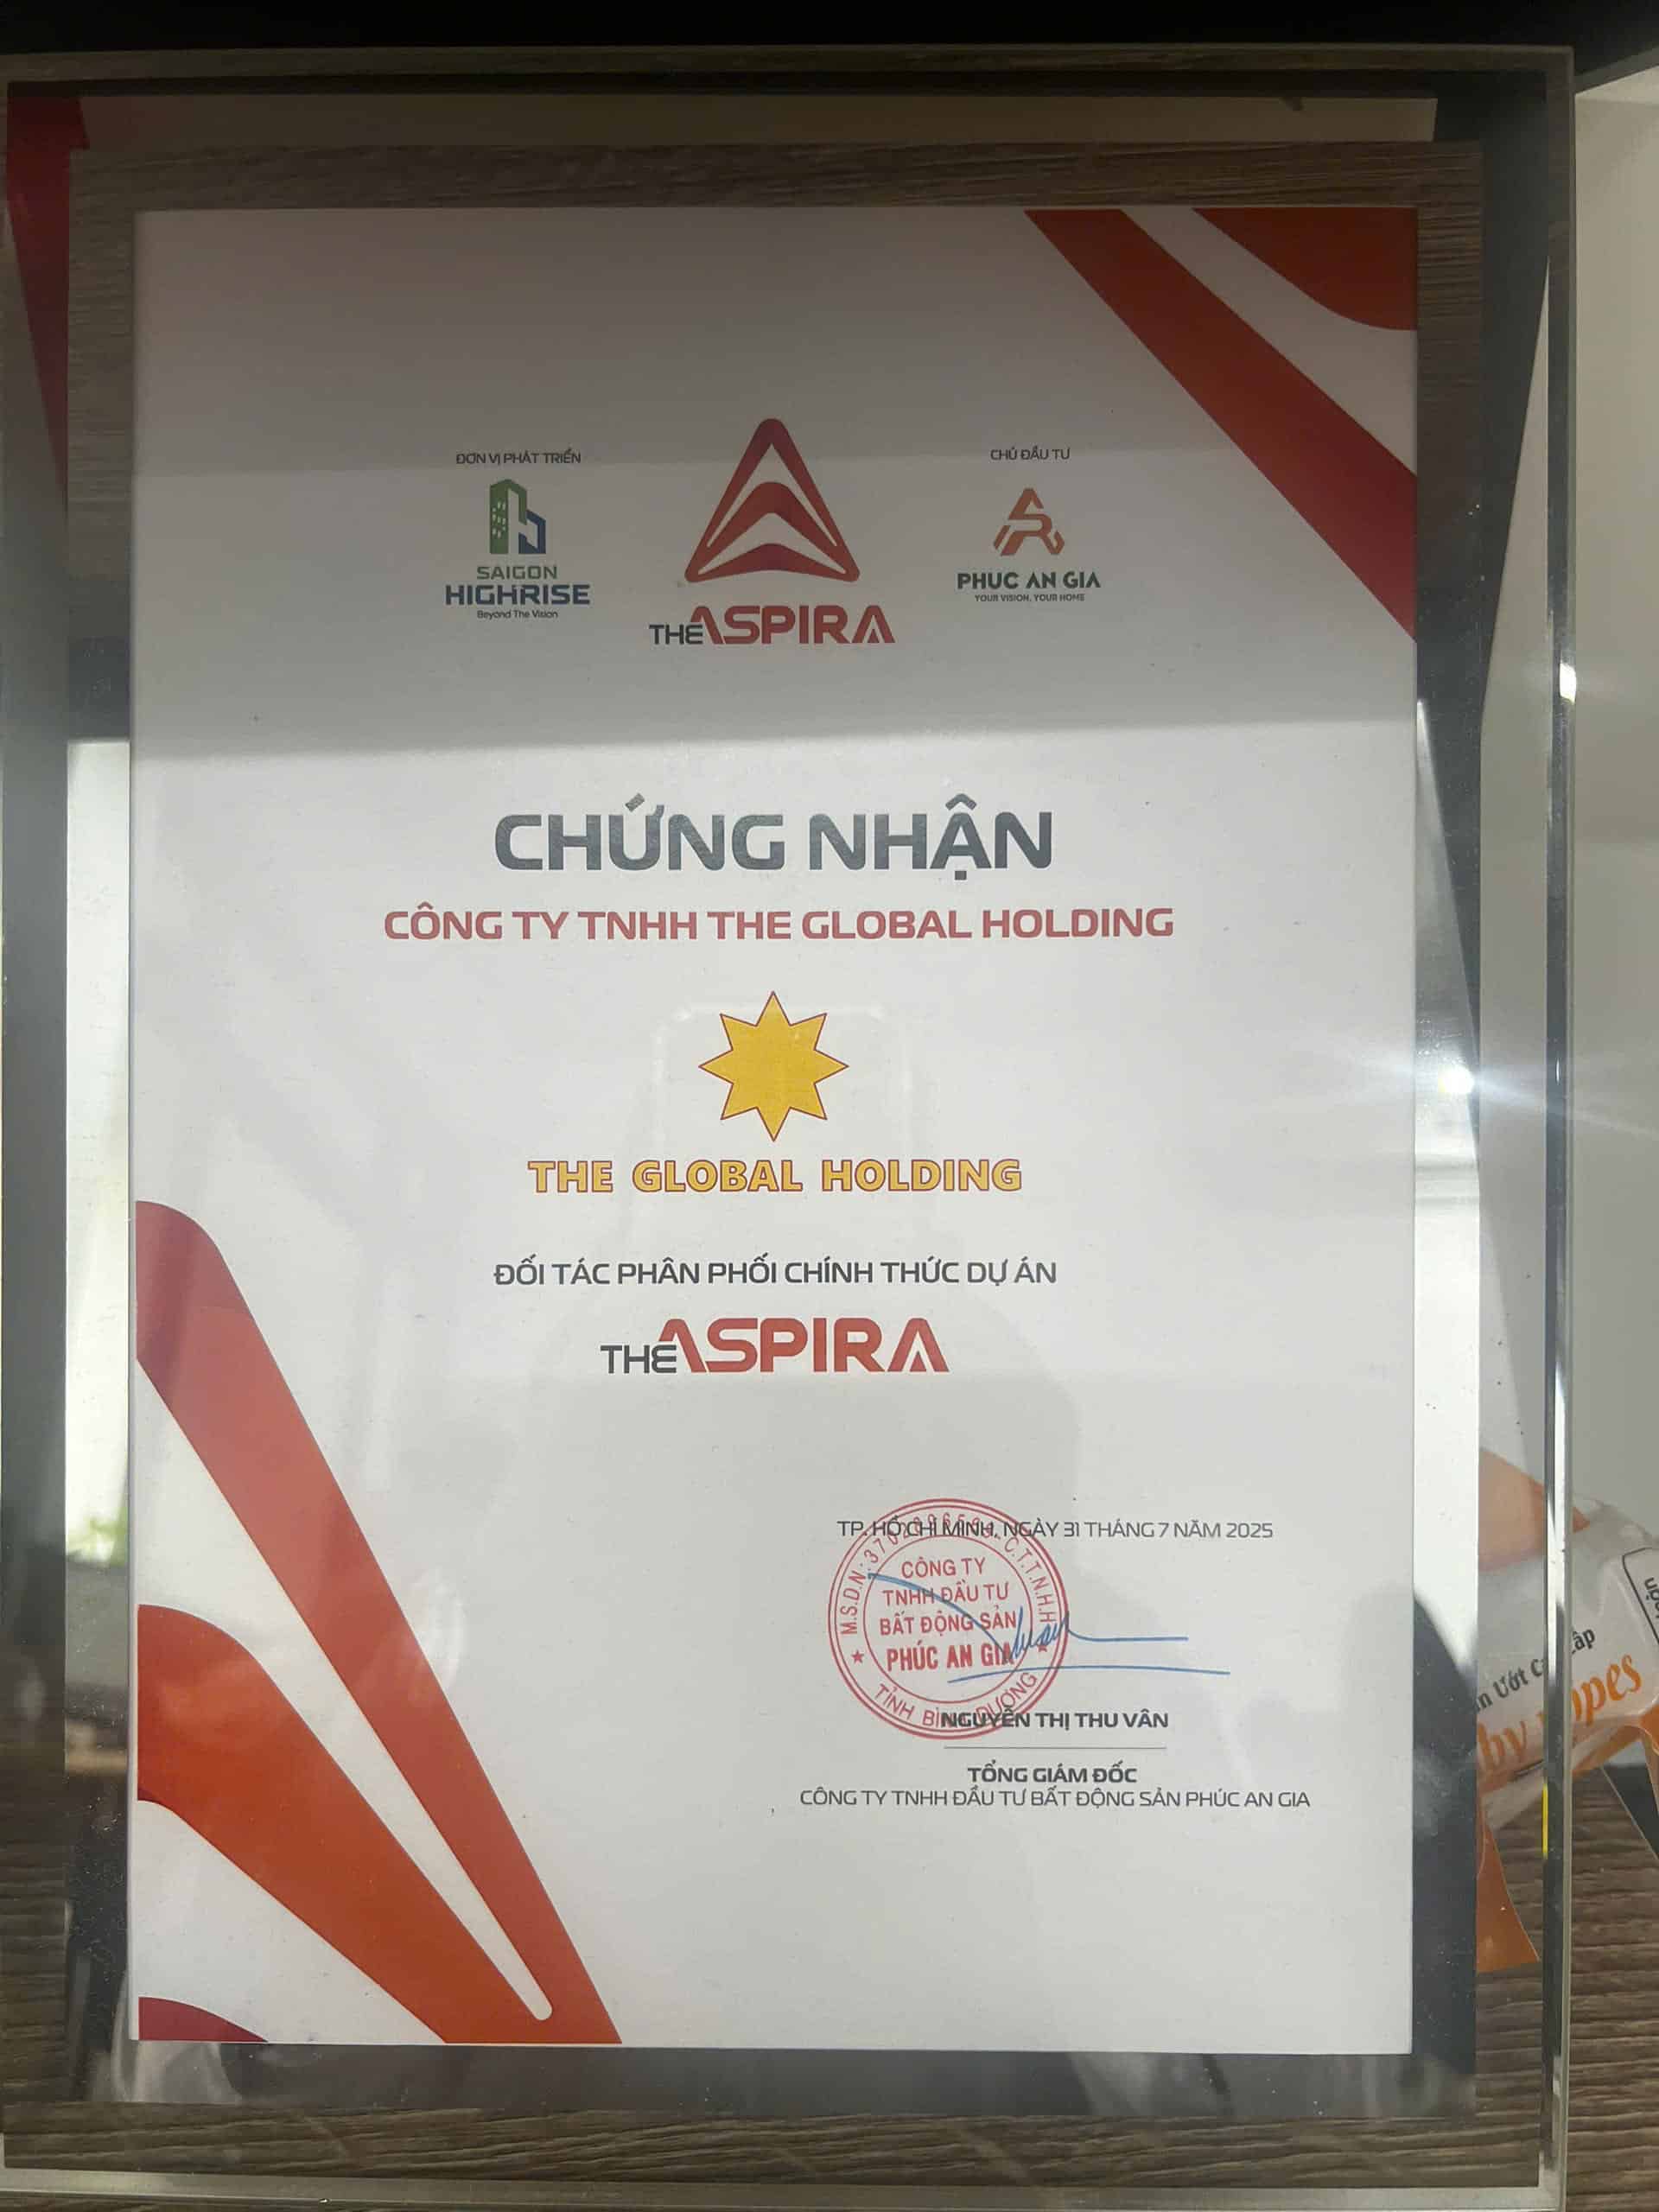 ĐƠN VỊ PHÁT TRIỂN
SAIGON
HIGHRISE
Beyond The Vision
THE ASPIRA
CHỦ ĐẦU TƯ
PHUC AN GIA
YOUR VISION, YOUR HOME
CHỨNG NHẬN
CÔNG TY TNHH THE GLOBAL HOLDING
THE GLOBAL HOLDING
ĐỐI TÁC PHÂN PHỐI CHÍNH THỨC DỰ ÁN
THE ASPIRA
TP. HỒ CHÍ MINH, NGÀY 31 THÁNG 7 NĂM 2025
M.S.D.N:
C.T.T.N.H.H
CÔNG TY
TNHH ĐẦU TƯ
BẤT ĐỘNG SẢN
PHÚC AN GIA
TỈNH BÌNH DƯƠNG
NGUYỄN THỊ THU VÂN
TỔNG GIÁM ĐỐC
CÔNG TY TNHH ĐẦU TƯ BẤT ĐỘNG SẢN PHÚC AN GIA
Ướt